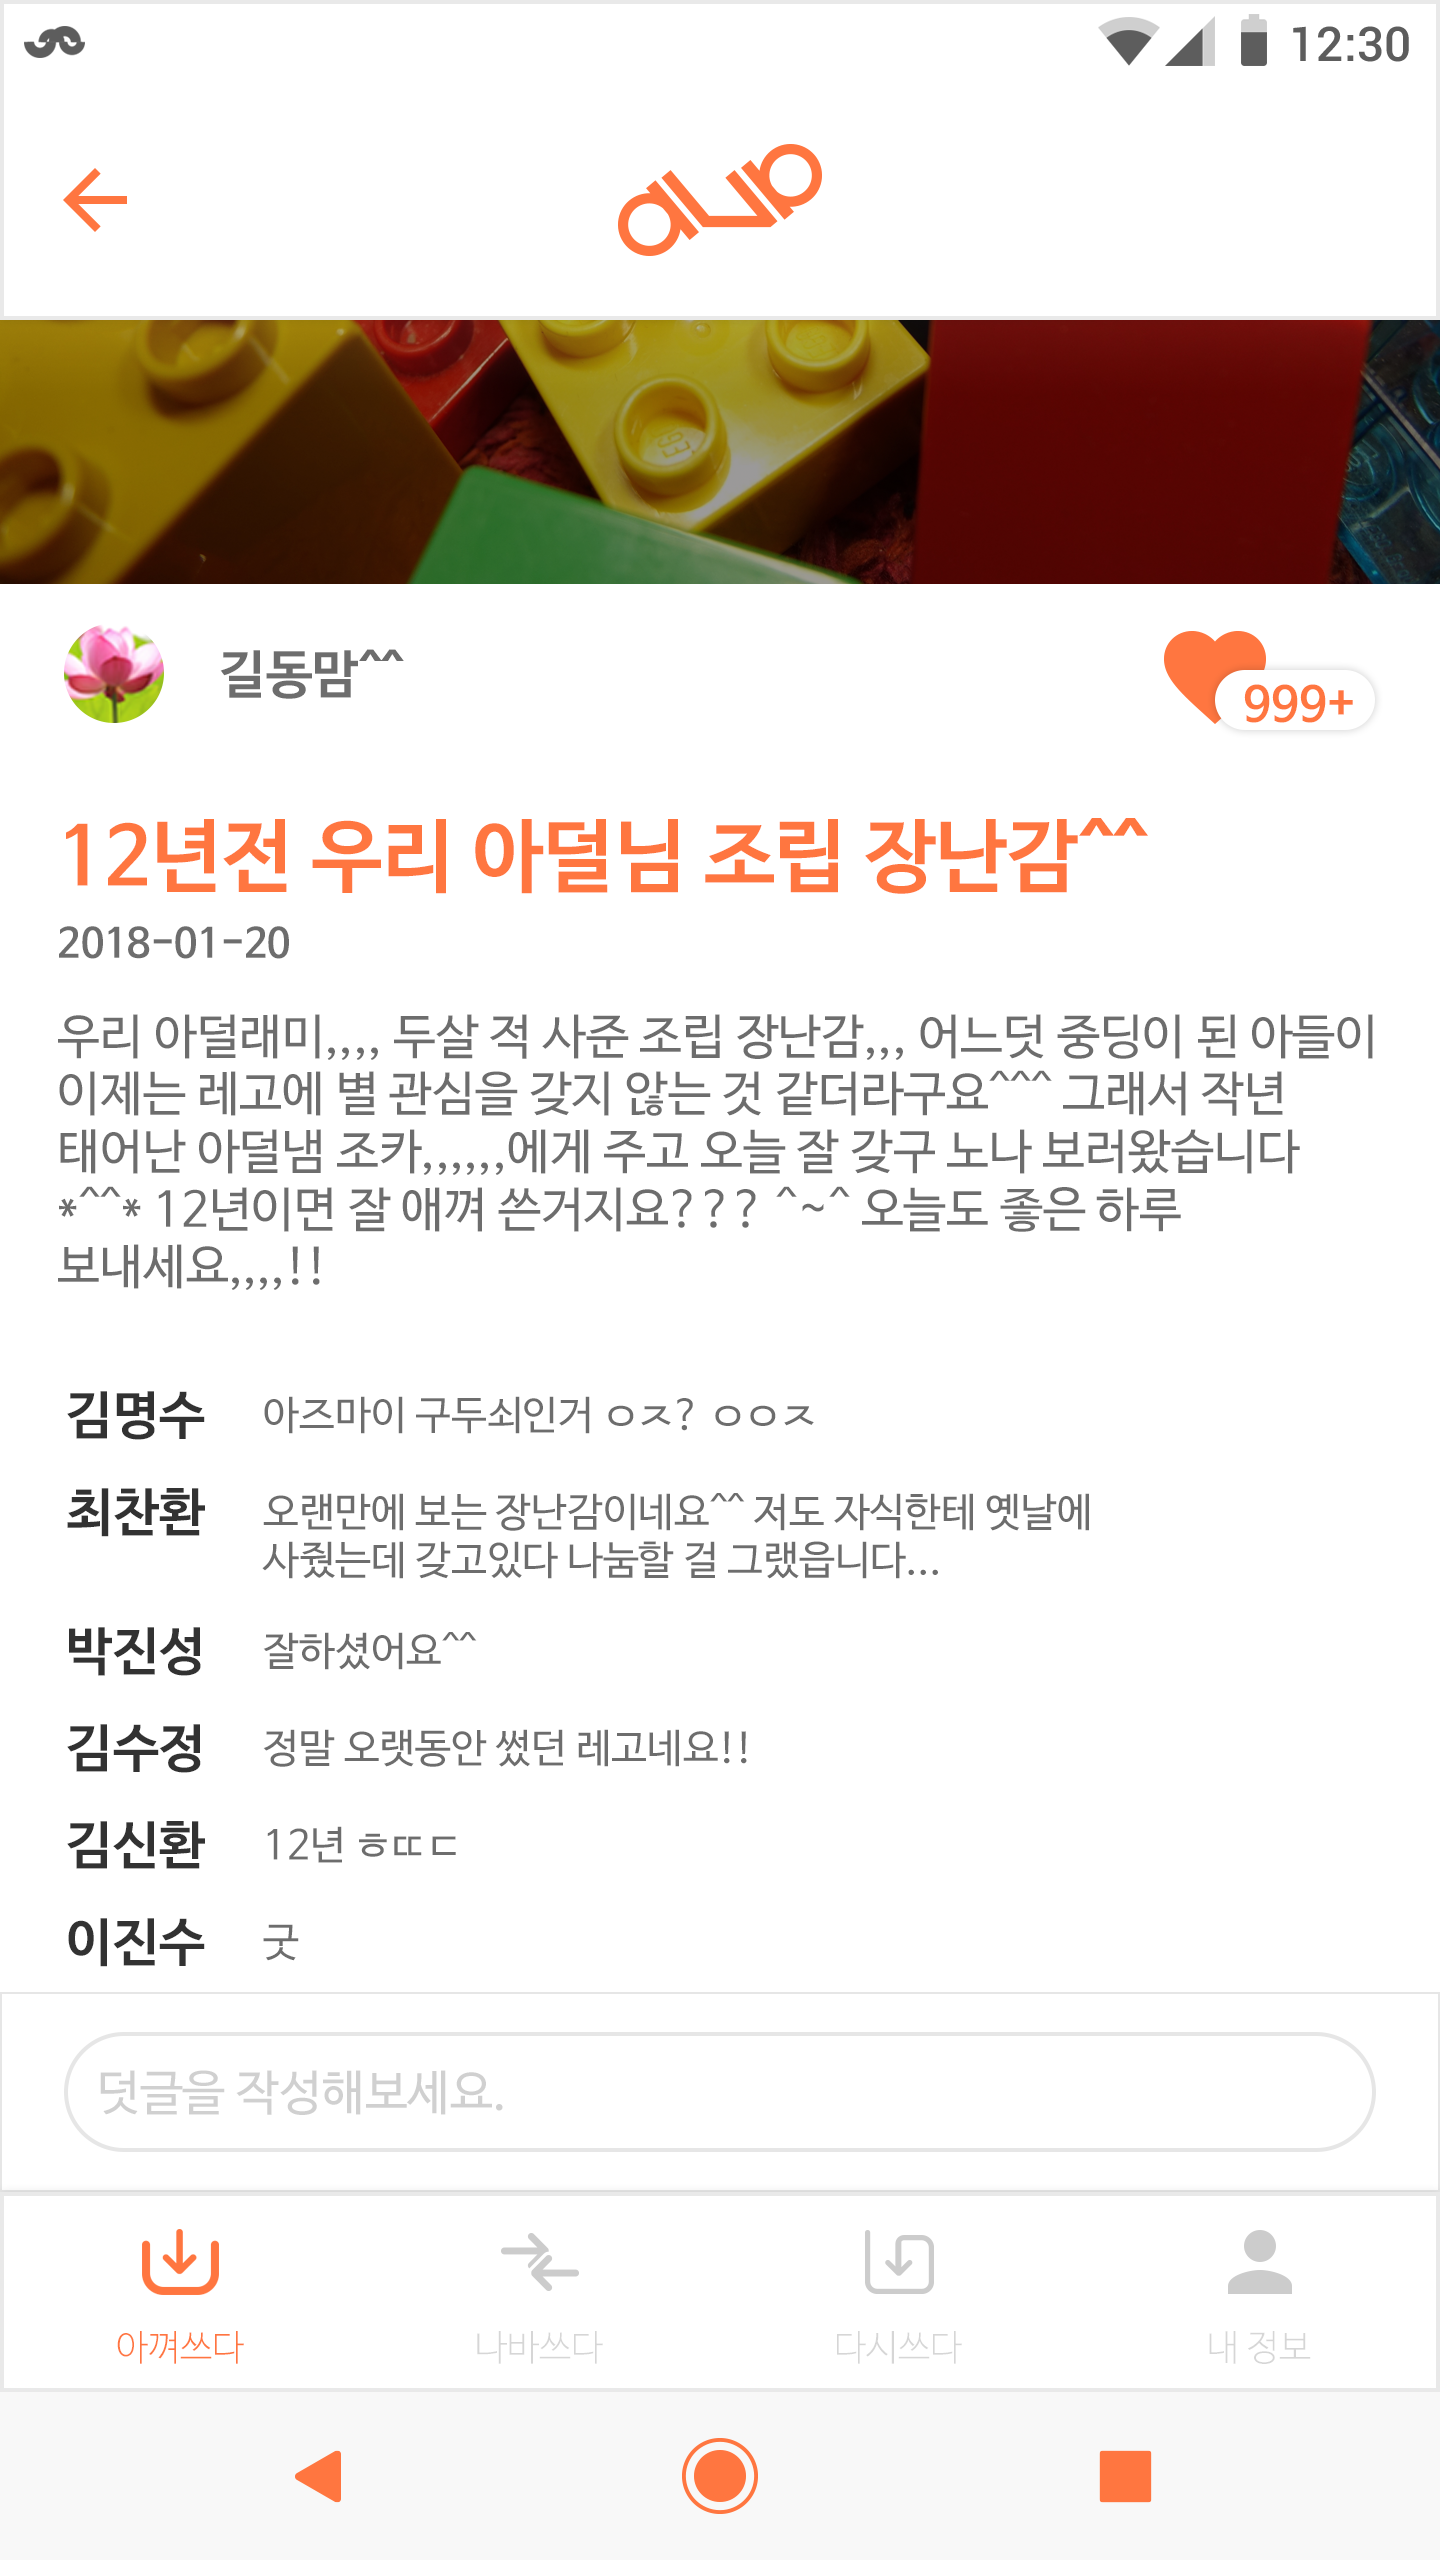 12:30
길동맘^^
999+
12년전 우리 아덜님 조립 장난감^^
2018-01-20
우리 아덜래미,,,, 두살 적 사준 조립 장난감,,, 어느덧 중딩이 된 아들이
이제는 레고에 별 관심을 갖지 않는 것 같더라구요^^^ 그래서 작년
태어난 아덜냄 조카,,,,,,에게 주고 오늘 잘 갖구 노나 보러왔습니다
*^^* 12년이면 잘 애껴 쓴거지요??? ^~^ 오늘도 좋은 하루
보내세요,,,,!!
김명수 아즈마이 구두쇠인거 ㅇㅈ? ㅇㅇㅈ
최찬환 오랜만에 보는 장난감이네요^^ 저도 자식한테 옛날에
사줬는데 갖고있다 나눔할 걸 그랬읍니다...
박진성 잘하셨어요^^
김수정 정말 오랫동안 썼던 레고네요!!
김신환 12년 ㅎㄸㄷ
이진수 굿
덧글을 작성해보세요.
아껴쓰다 나바쓰다 다시쓰다 내 정보